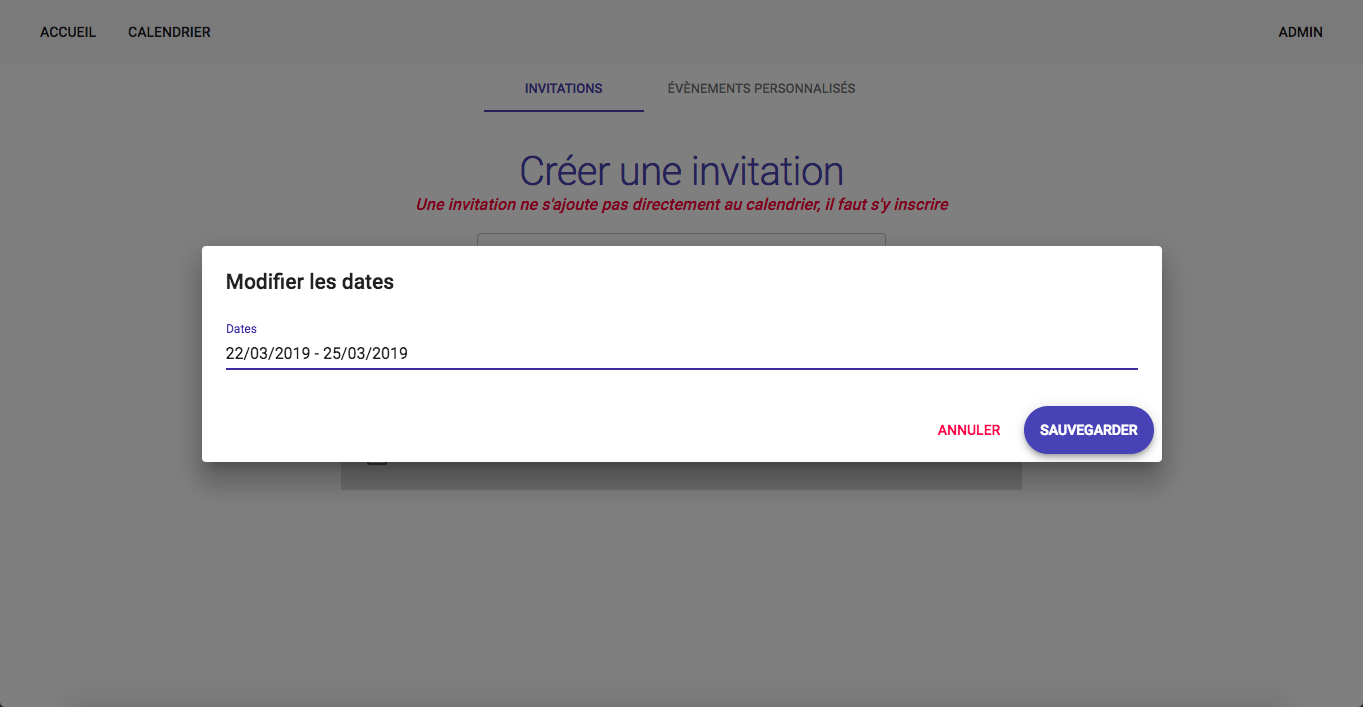 ACCUEIL CALENDRIER ADMIN
INVITATIONS ÉVÈNEMENTS PERSONNALISÉS
Créer une invitation
Une invitation ne s'ajoute pas directement au calendrier, il faut s'y inscrire
Modifier les dates
Dates
22/03/2019 - 25/03/2019
ANNULER SAUVEGARDER